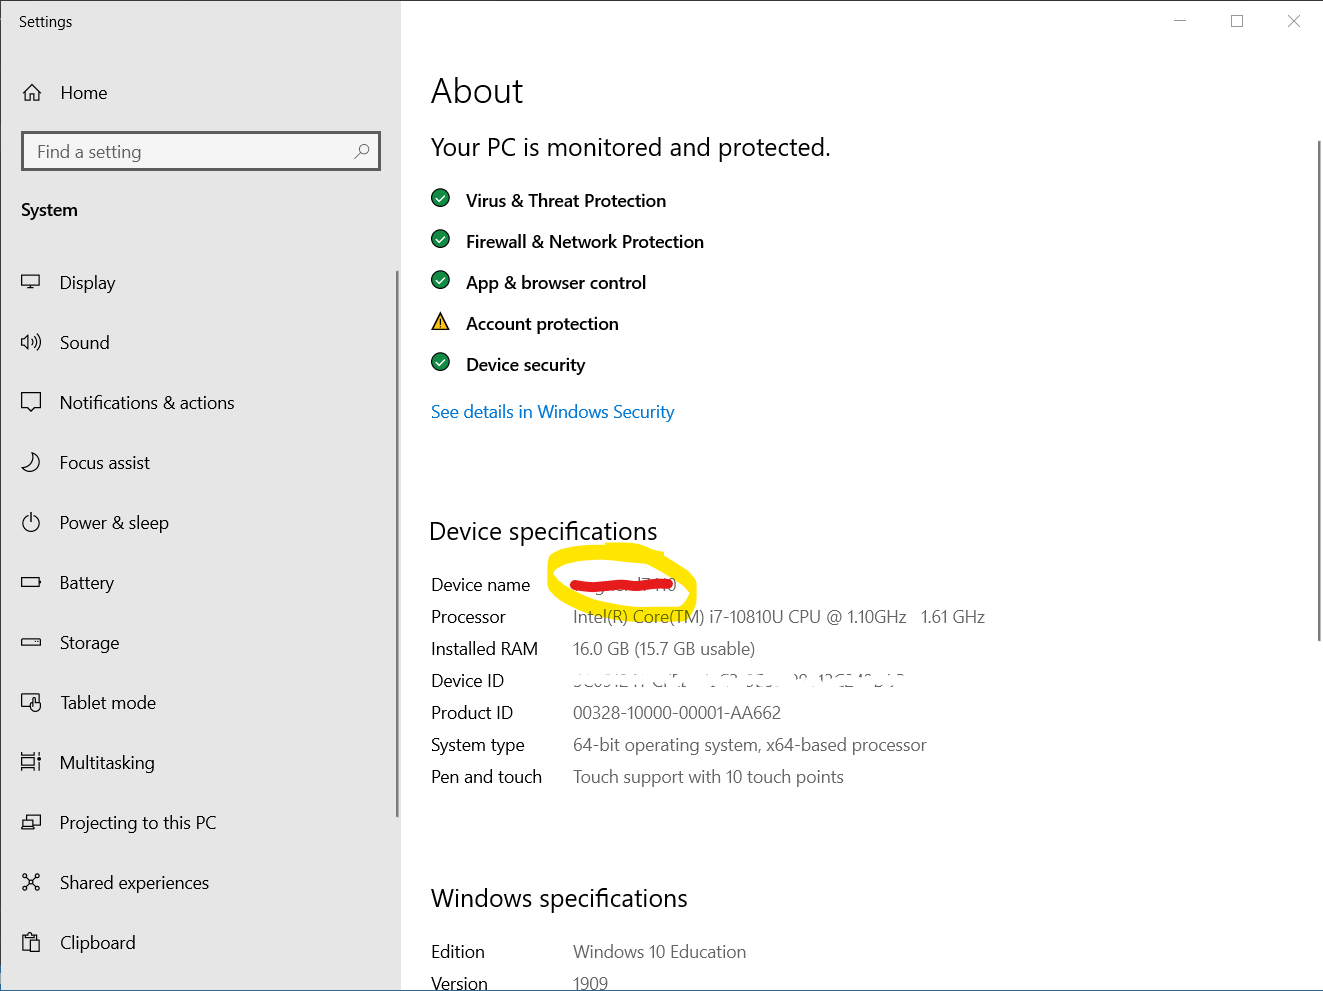 Settings
Home
Find a setting
System
Display
Sound
Notifications & actions
Focus assist
Power & sleep
Battery
Storage
Tablet mode
Multitasking
Projecting to this PC
Shared experiences
Clipboard
About
Your PC is monitored and protected.
Virus & Threat Protection
Firewall & Network Protection
App & browser control
Account protection
Device security
See details in Windows Security
Device specifications
Device name
Processor Intel(R) Core(TM) i7-10810U CPU @ 1.10GHz 1.61 GHz
Installed RAM 16.0 GB (15.7 GB usable)
Device ID
Product ID 00328-10000-00001-AA662
System type 64-bit operating system, x64-based processor
Pen and touch Touch support with 10 touch points
Windows specifications
Edition Windows 10 Education
Version 1909